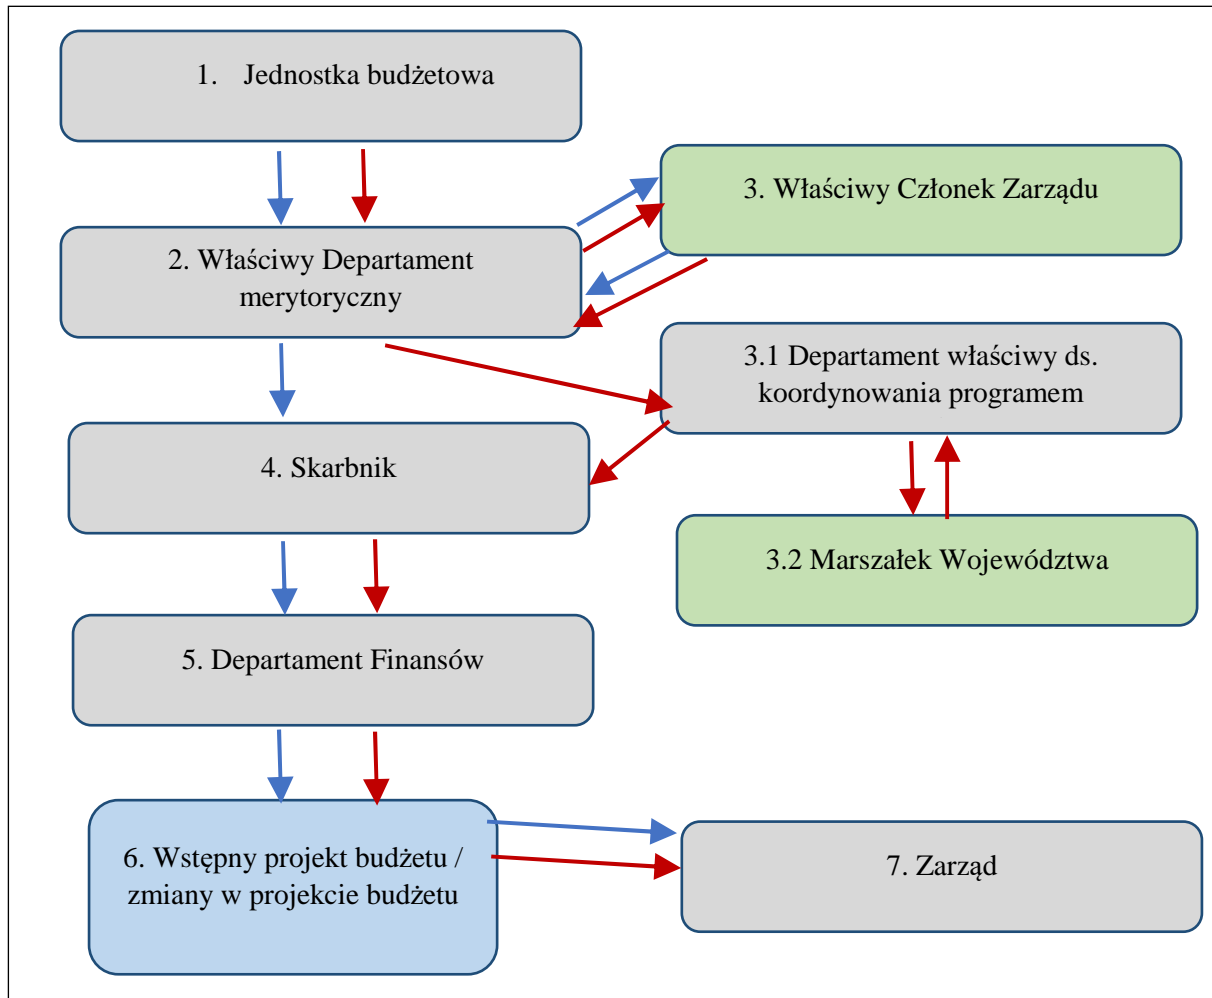 1. Jednostka budżetowa
2. Właściwy Departament
merytoryczny
3. Właściwy Członek Zarządu
3.1 Departament właściwy ds.
koordynowania programem
3.2 Marszałek Województwa
4. Skarbnik
5. Departament Finansów
6. Wstępny projekt budżetu /
zmiany w projekcie budżetu
7. Zarząd